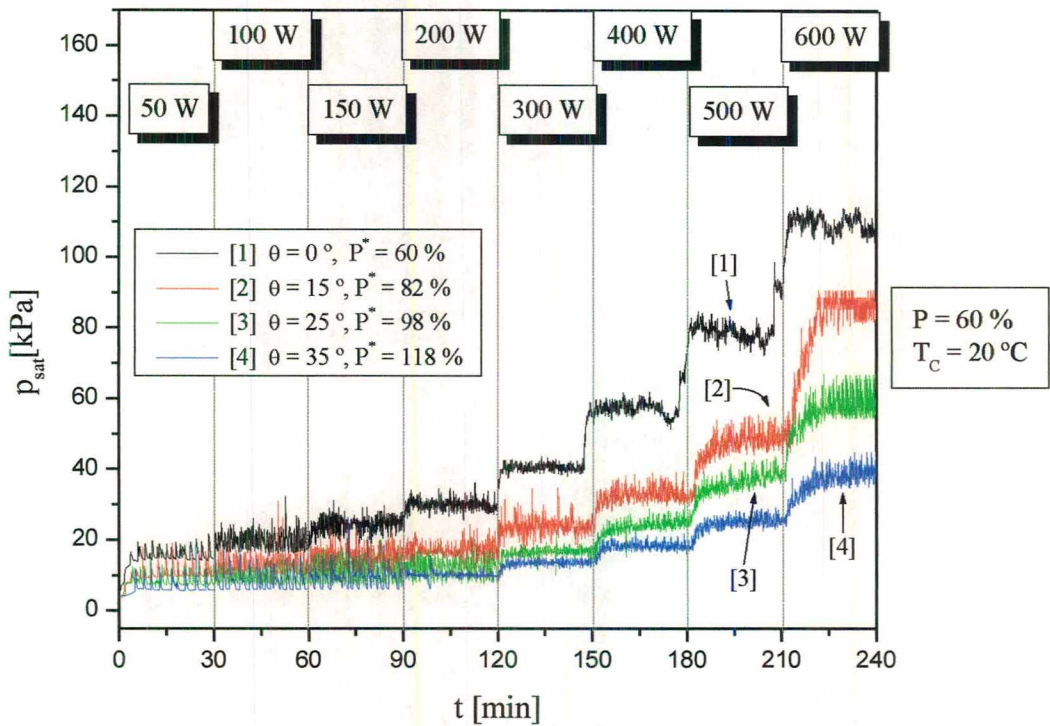 100 W
200 W
400 W
600 W
50 W
150 W
300 W
500 W
160
140
120
100
80
60
40
20
0
p_sat [kPa]
[1] θ = 0 º, P* = 60 %
[2] θ = 15 º, P* = 82 %
[3] θ = 25 º, P* = 98 %
[4] θ = 35 º, P* = 118 %
[1]
[2]
[3]
[4]
P = 60 %
T_C = 20 ºC
0 30 60 90 120 150 180 210 240
t [min]